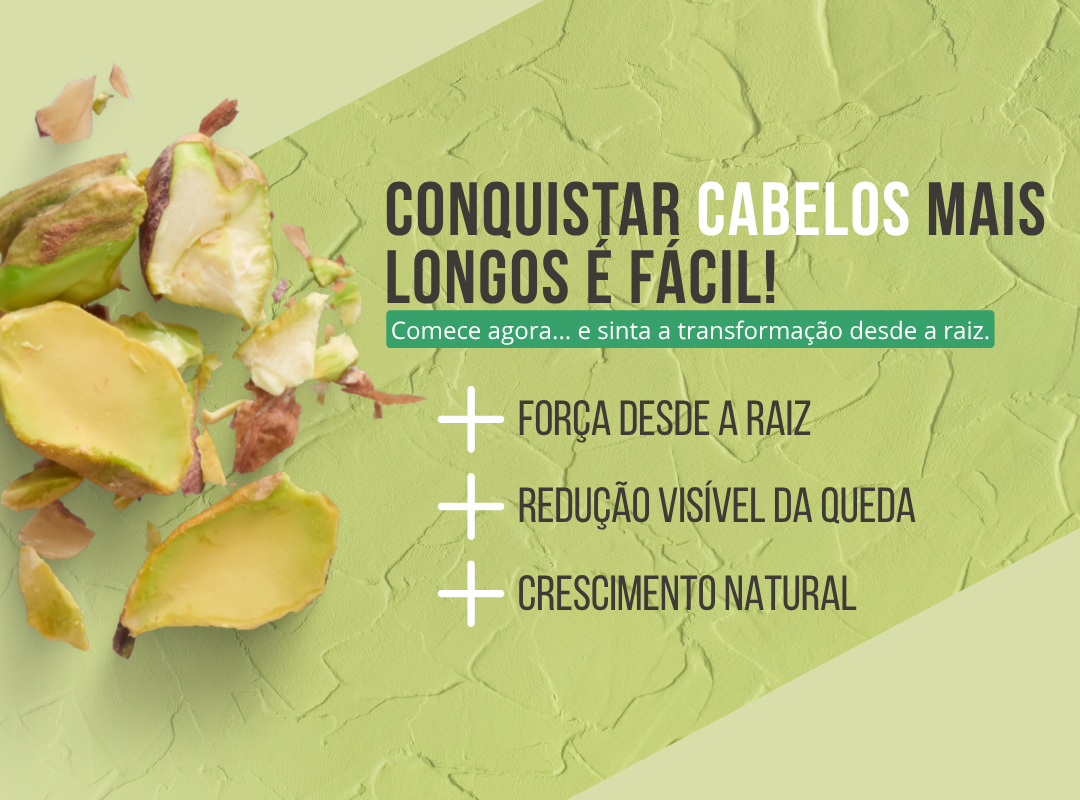 CONQUISTAR CABELOS MAIS
LONGOS É FÁCIL!
Comece agora... e sinta a transformação desde a raiz.
FORÇA DESDE A RAIZ
REDUÇÃO VISÍVEL DA QUEDA
CRESCIMENTO NATURAL